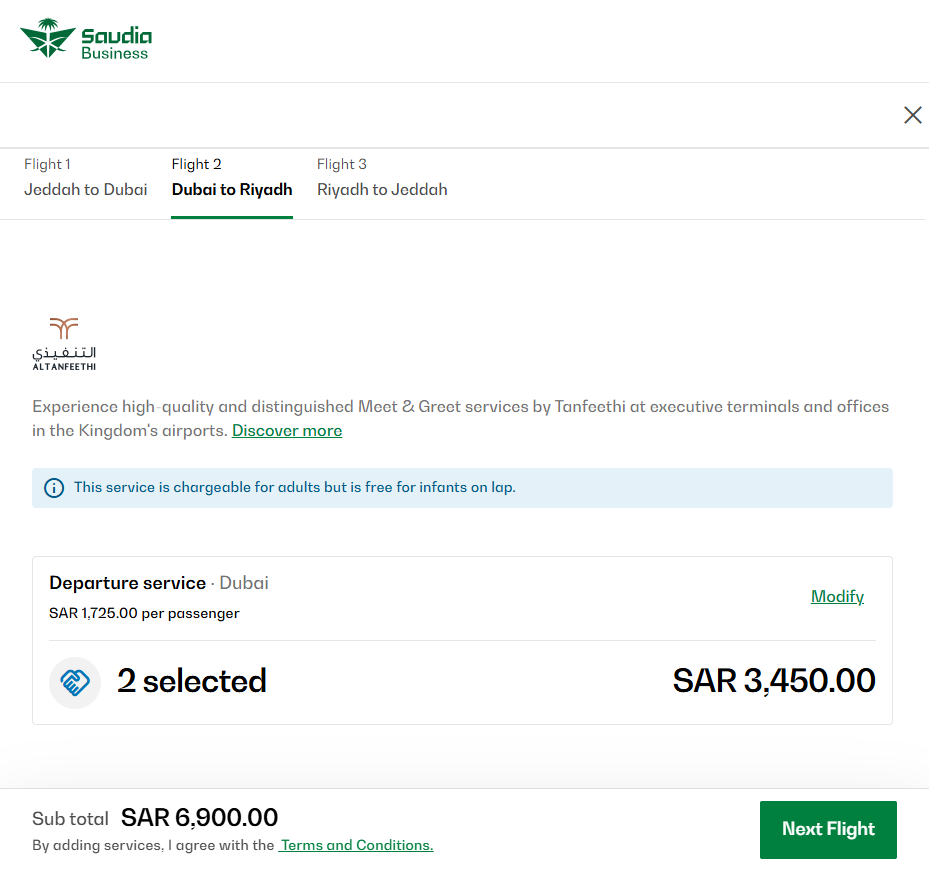 Saudia
Business
Flight 1
Jeddah to Dubai
Flight 2
Dubai to Riyadh
Flight 3
Riyadh to Jeddah
التنفيذي
ALTANFEETHI
Experience high-quality and distinguished Meet & Greet services by Tanfeethi at executive terminals and offices
in the Kingdom's airports. Discover more
This service is chargeable for adults but is free for infants on lap.
Departure service · Dubai
SAR 1,725.00 per passenger
Modify
2 selected
SAR 3,450.00
Sub total SAR 6,900.00
By adding services, I agree with the Terms and Conditions.
Next Flight